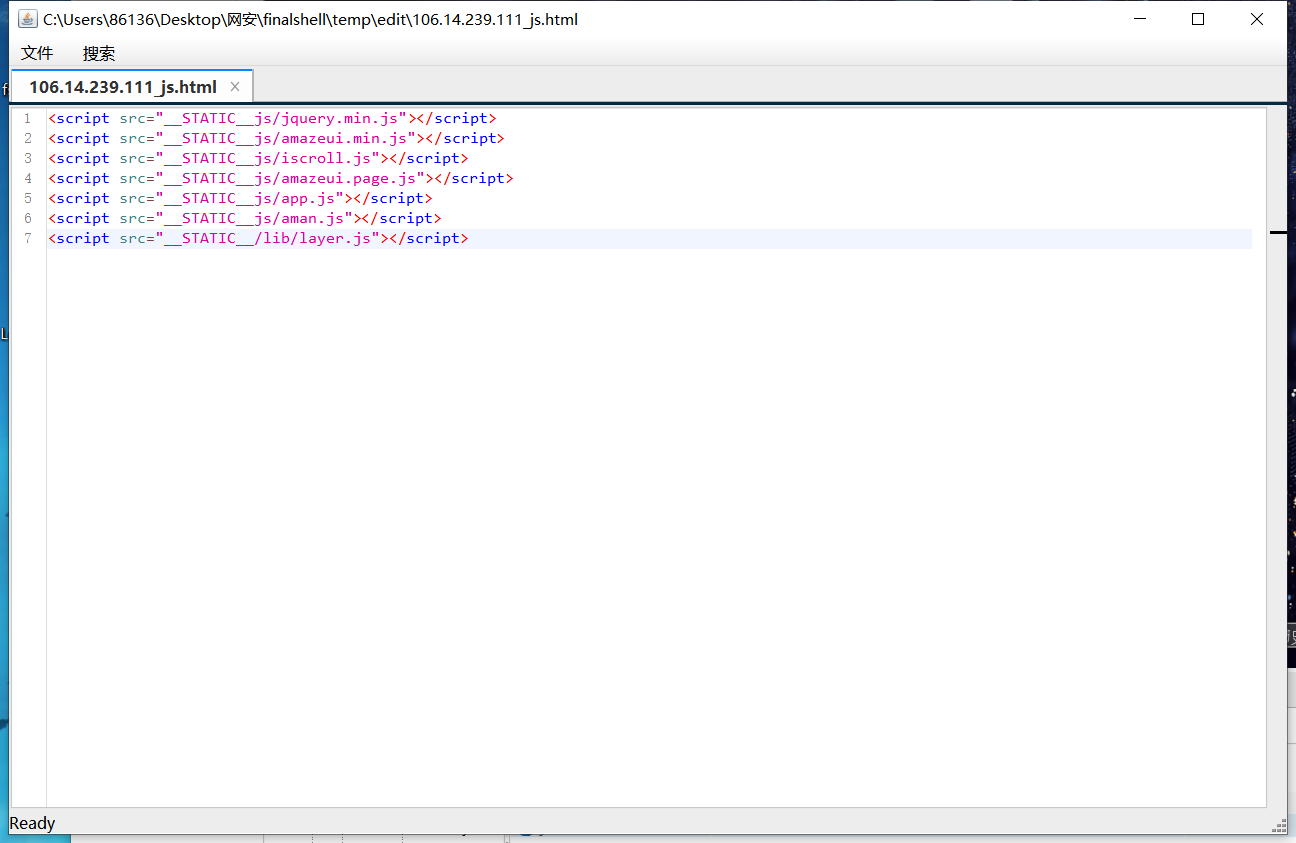 C:\Users\86136\Desktop\网安\finalshell\temp\edit\106.14.239.111_js.html
文件 搜索
106.14.239.111_js.html
1 <script src="__STATIC__js/jquery.min.js"></script>
2 <script src="__STATIC__js/amazeui.min.js"></script>
3 <script src="__STATIC__js/iscroll.js"></script>
4 <script src="__STATIC__js/amazeui.page.js"></script>
5 <script src="__STATIC__js/app.js"></script>
6 <script src="__STATIC__js/aman.js"></script>
7 <script src="__STATIC__/lib/layer.js"></script>
Ready